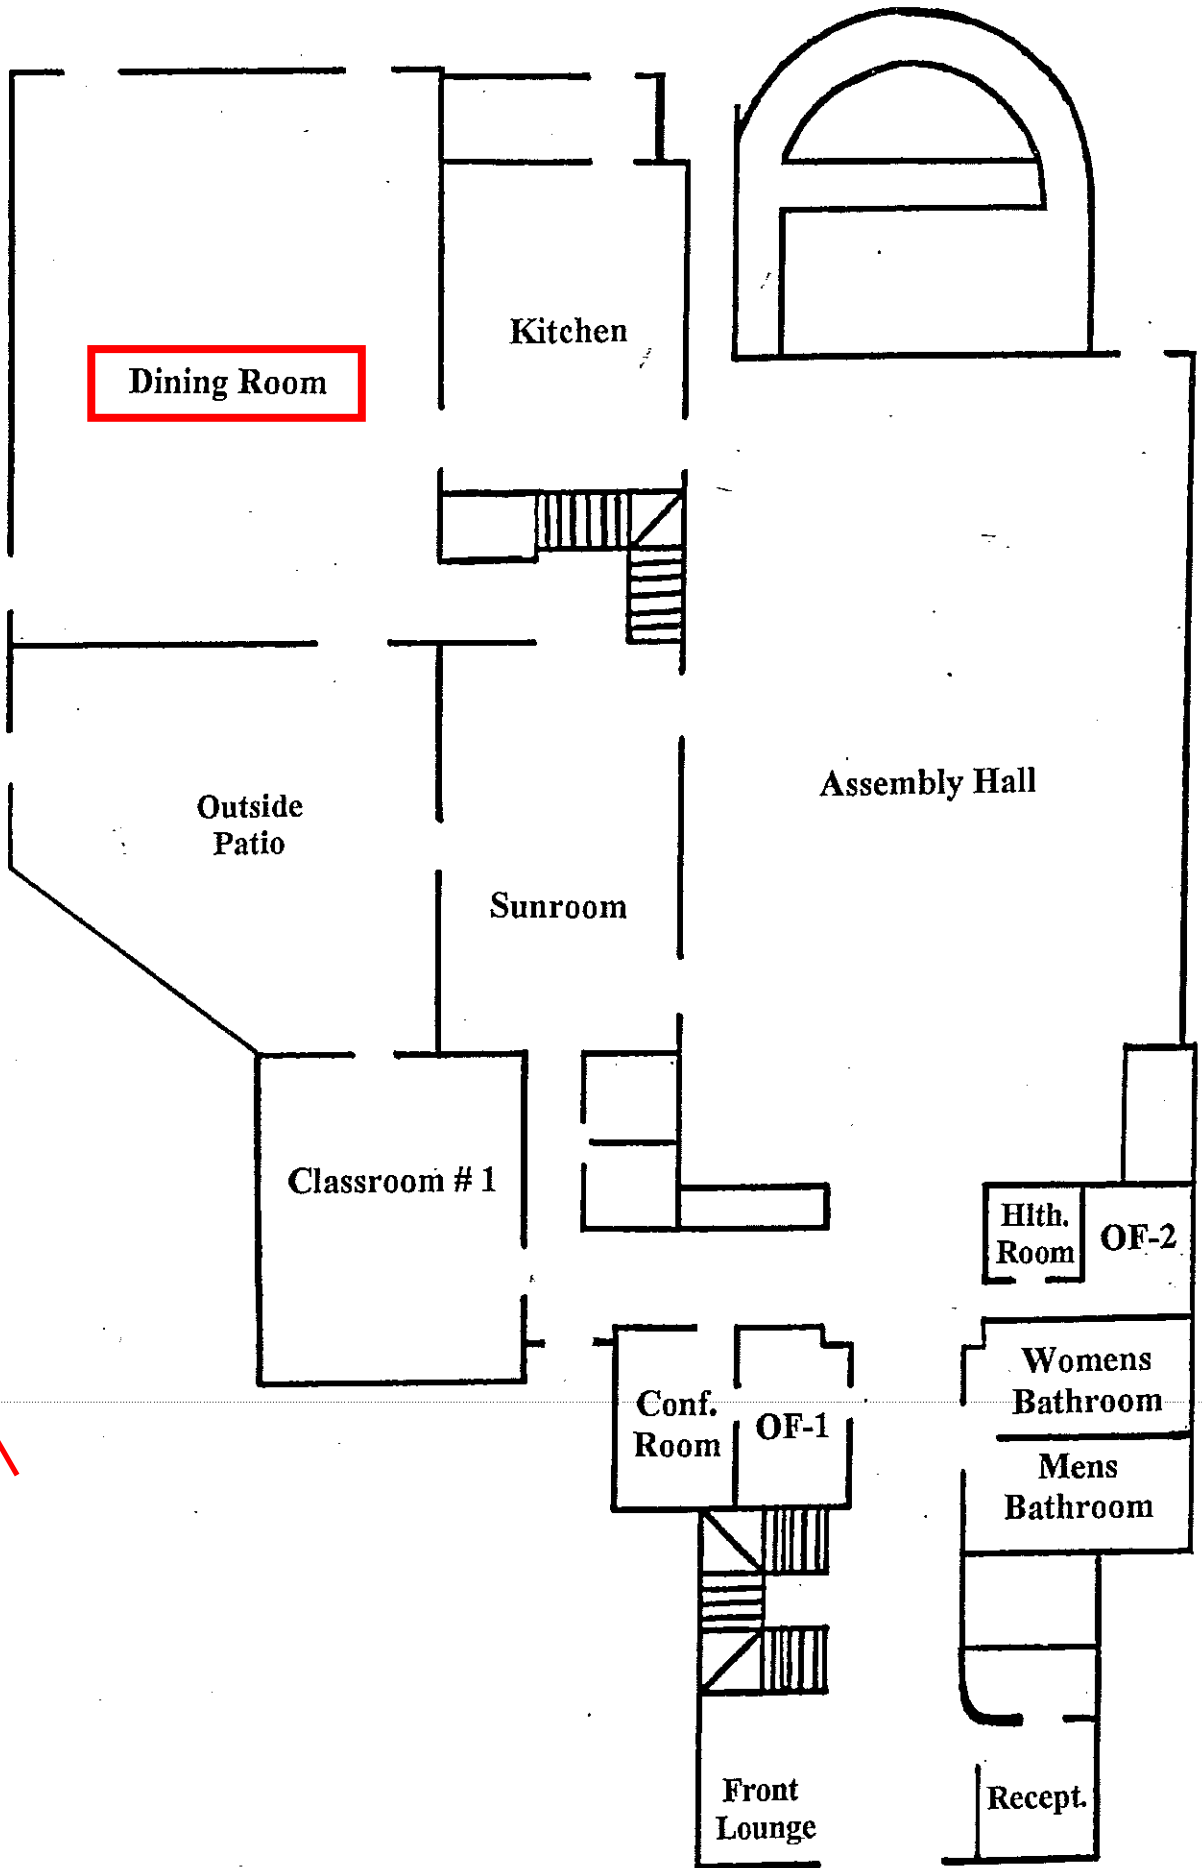 Kitchen
Dining Room
Assembly Hall
Outside
Patio
Sunroom
Classroom # 1
Hlth.
Room
OF-2
Womens
Bathroom
Conf.
Room
OF-1
Mens
Bathroom
Front
Lounge
Recept.